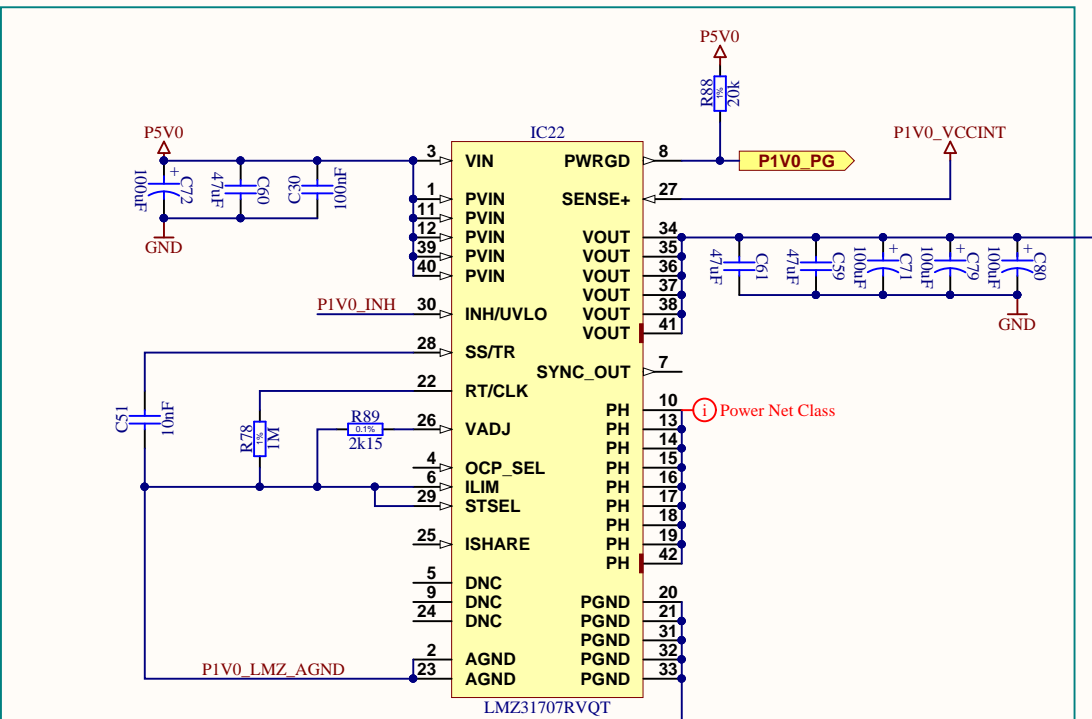 P5V0
R88
1%
20k
IC22
P5V0
P1V0_VCCINT
3 VIN
PWRGD 8
P1V0_PG
+
C72
100uF
C60
47uF
C30
100nF
1 PVIN
SENSE+ 27
11 PVIN
12 PVIN
VOUT 34
39 PVIN
VOUT 35
40 PVIN
VOUT 36
GND
VOUT 37
P1V0_INH
30 INH/UVLO
VOUT 38
VOUT 41
C61
47uF
C59
47uF
+
C71
100uF
+
C79
100uF
+
C80
100uF
GND
28 SS/TR
SYNC_OUT 7
22 RT/CLK
PH 10
i Power Net Class
C51
10nF
R78
1%
1M
R89
0.1%
2k15
26 VADJ
PH 13
PH 14
4 OCP_SEL
PH 15
6 ILIM
PH 16
29 STSEL
PH 17
PH 18
25 ISHARE
PH 19
PH 42
5 DNC
9 DNC
PGND 20
24 DNC
PGND 21
PGND 31
2 AGND
PGND 32
P1V0_LMZ_AGND
23 AGND
PGND 33
LMZ31707RVQT